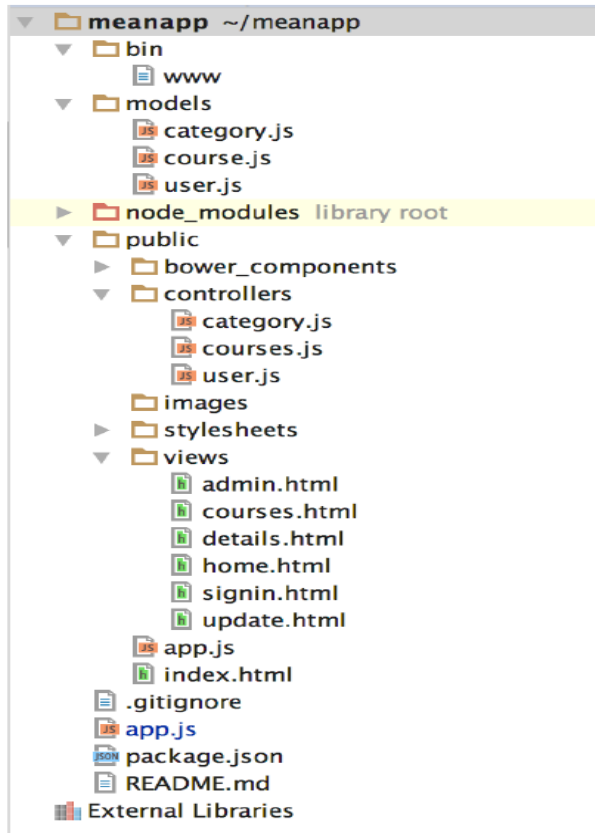 meanapp ~/meanapp
bin
www
models
category.js
course.js
user.js
node_modules library root
public
bower_components
controllers
category.js
courses.js
user.js
images
stylesheets
views
admin.html
courses.html
details.html
home.html
signin.html
update.html
app.js
index.html
.gitignore
app.js
package.json
README.md
External Libraries